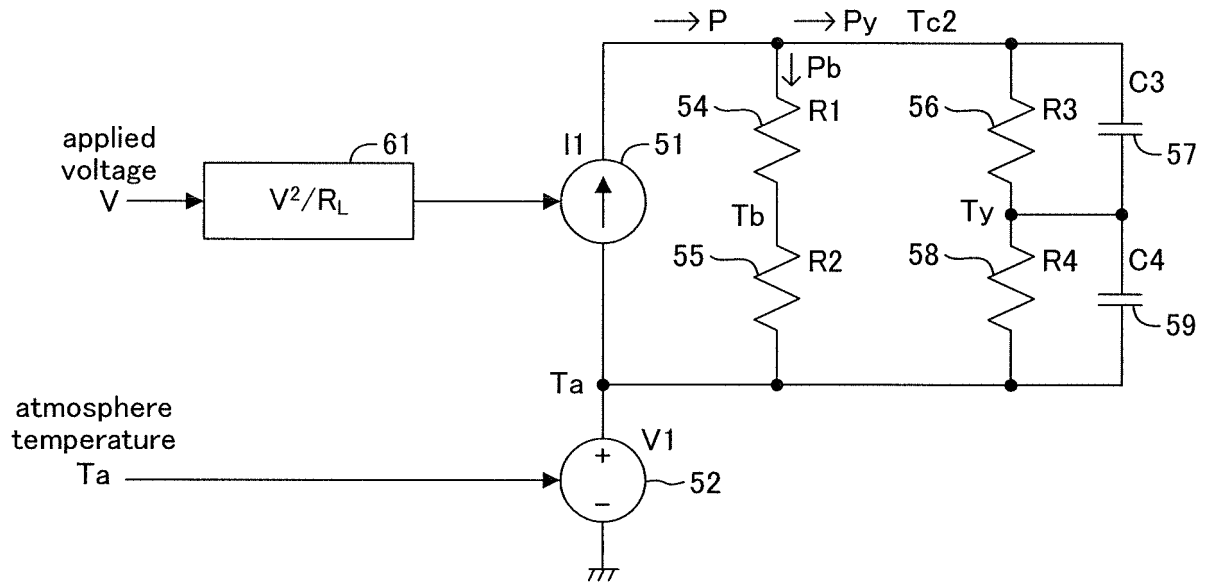 P
Py
Tc2
Pb
54
R1
56
R3
C3
57
applied
voltage
V
61
V²/RL
I1
51
Tb
Ty
55
R2
58
R4
C4
59
Ta
atmosphere
temperature
Ta
V1
+
−
52